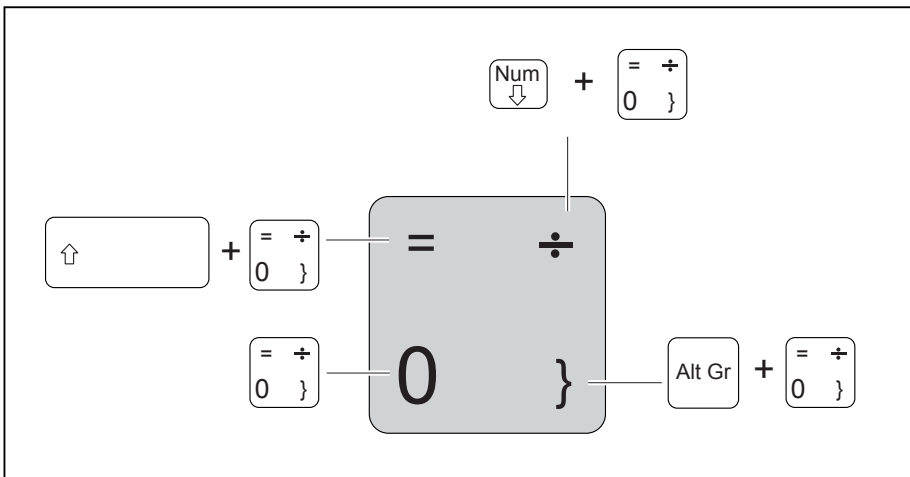 Num + = ÷
0 }
+ = ÷
0 }
= ÷
0 }
= ÷
0 }
Alt Gr + = ÷
0 }